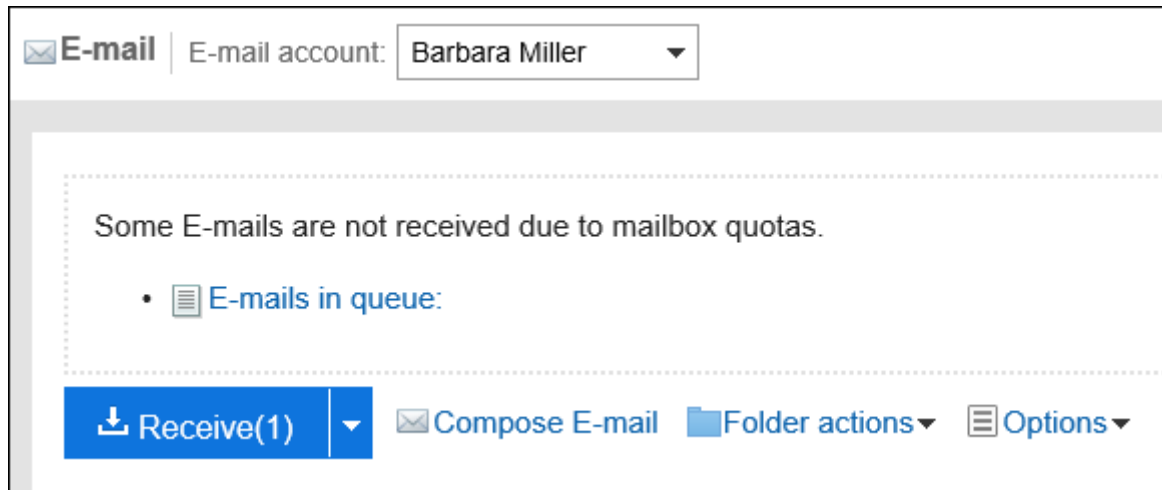 E-mail E-mail account: Barbara Miller
Some E-mails are not received due to mailbox quotas.
• E-mails in queue:
Receive(1) Compose E-mail Folder actions Options